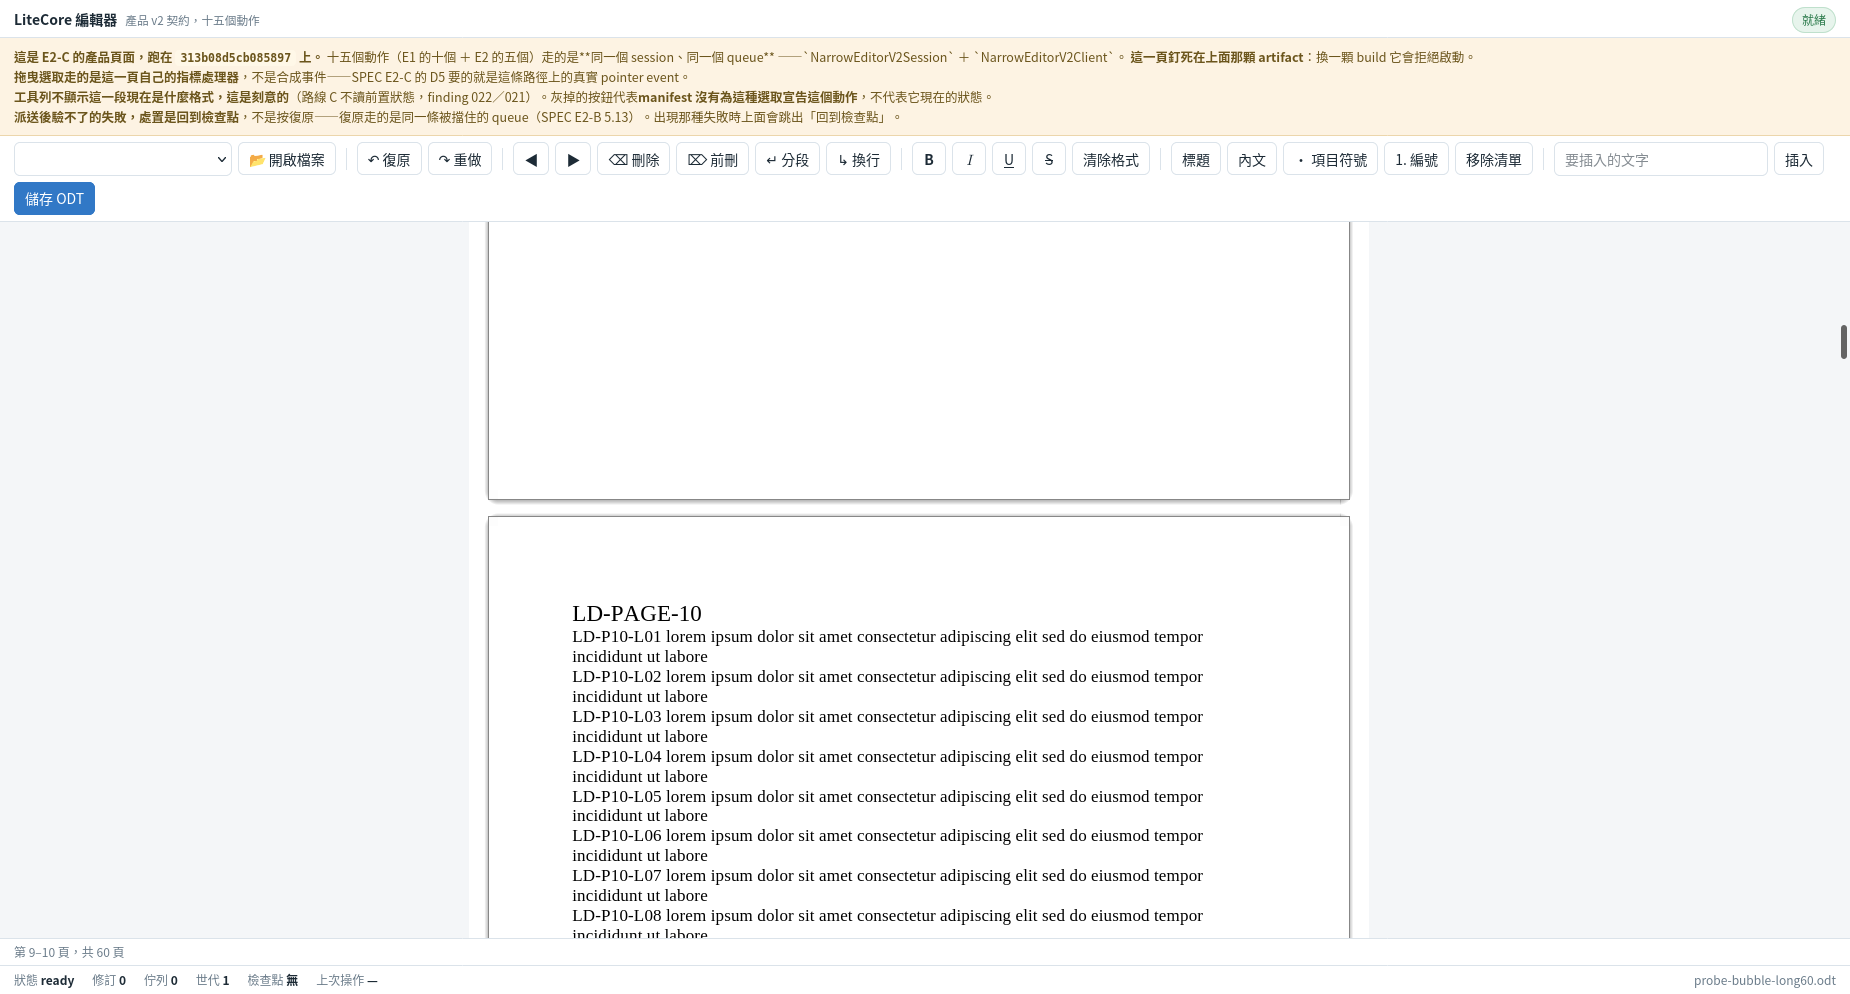 LiteCore 編輯器 產品 v2 契約，十五個動作 就緒
這是 E2-C 的產品頁面，跑在 313b08d5cb085897 上。 十五個動作（E1 的十個 ＋ E2 的五個）走的是**同一個 session、同一個 queue** ——`NarrowEditorV2Session` ＋ `NarrowEditorV2Client`。 這一頁釘死在上面那顆 artifact：換一顆 build 它會拒絕啟動。
拖曳選取走的是這一頁自己的指標處理器，不是合成事件——SPEC E2-C 的 D5 要的就是這條路徑上的真實 pointer event。
工具列不顯示這一段現在是什麼格式，這是刻意的（路線 C 不讀前置狀態，finding 022／021）。灰掉的按鈕代表manifest 沒有為這種選取宣告這個動作，不代表它現在的狀態。
派送後驗不了的失敗，處置是回到檢查點，不是按復原——復原走的是同一條被擋住的 queue（SPEC E2-B 5.13）。出現那種失敗時上面會跳出「回到檢查點」。
📂 開啟檔案 ↶ 復原 ↷ 重做 ◀ ▶ ⌫ 刪除 ⌦ 前刪 ↵ 分段 ↳ 換行 B I U S 清除格式 標題 內文 • 項目符號 1. 編號 移除清單 要插入的文字 插入
儲存 ODT
LD-PAGE-10
LD-P10-L01 lorem ipsum dolor sit amet consectetur adipiscing elit sed do eiusmod tempor
incididunt ut labore
LD-P10-L02 lorem ipsum dolor sit amet consectetur adipiscing elit sed do eiusmod tempor
incididunt ut labore
LD-P10-L03 lorem ipsum dolor sit amet consectetur adipiscing elit sed do eiusmod tempor
incididunt ut labore
LD-P10-L04 lorem ipsum dolor sit amet consectetur adipiscing elit sed do eiusmod tempor
incididunt ut labore
LD-P10-L05 lorem ipsum dolor sit amet consectetur adipiscing elit sed do eiusmod tempor
incididunt ut labore
LD-P10-L06 lorem ipsum dolor sit amet consectetur adipiscing elit sed do eiusmod tempor
incididunt ut labore
LD-P10-L07 lorem ipsum dolor sit amet consectetur adipiscing elit sed do eiusmod tempor
incididunt ut labore
LD-P10-L08 lorem ipsum dolor sit amet consectetur adipiscing elit sed do eiusmod tempor
incididunt ut labore
第 9–10 頁，共 60 頁
狀態 ready 修訂 0 佇列 0 世代 1 檢查點 無 上次操作 — probe-bubble-long60.odt